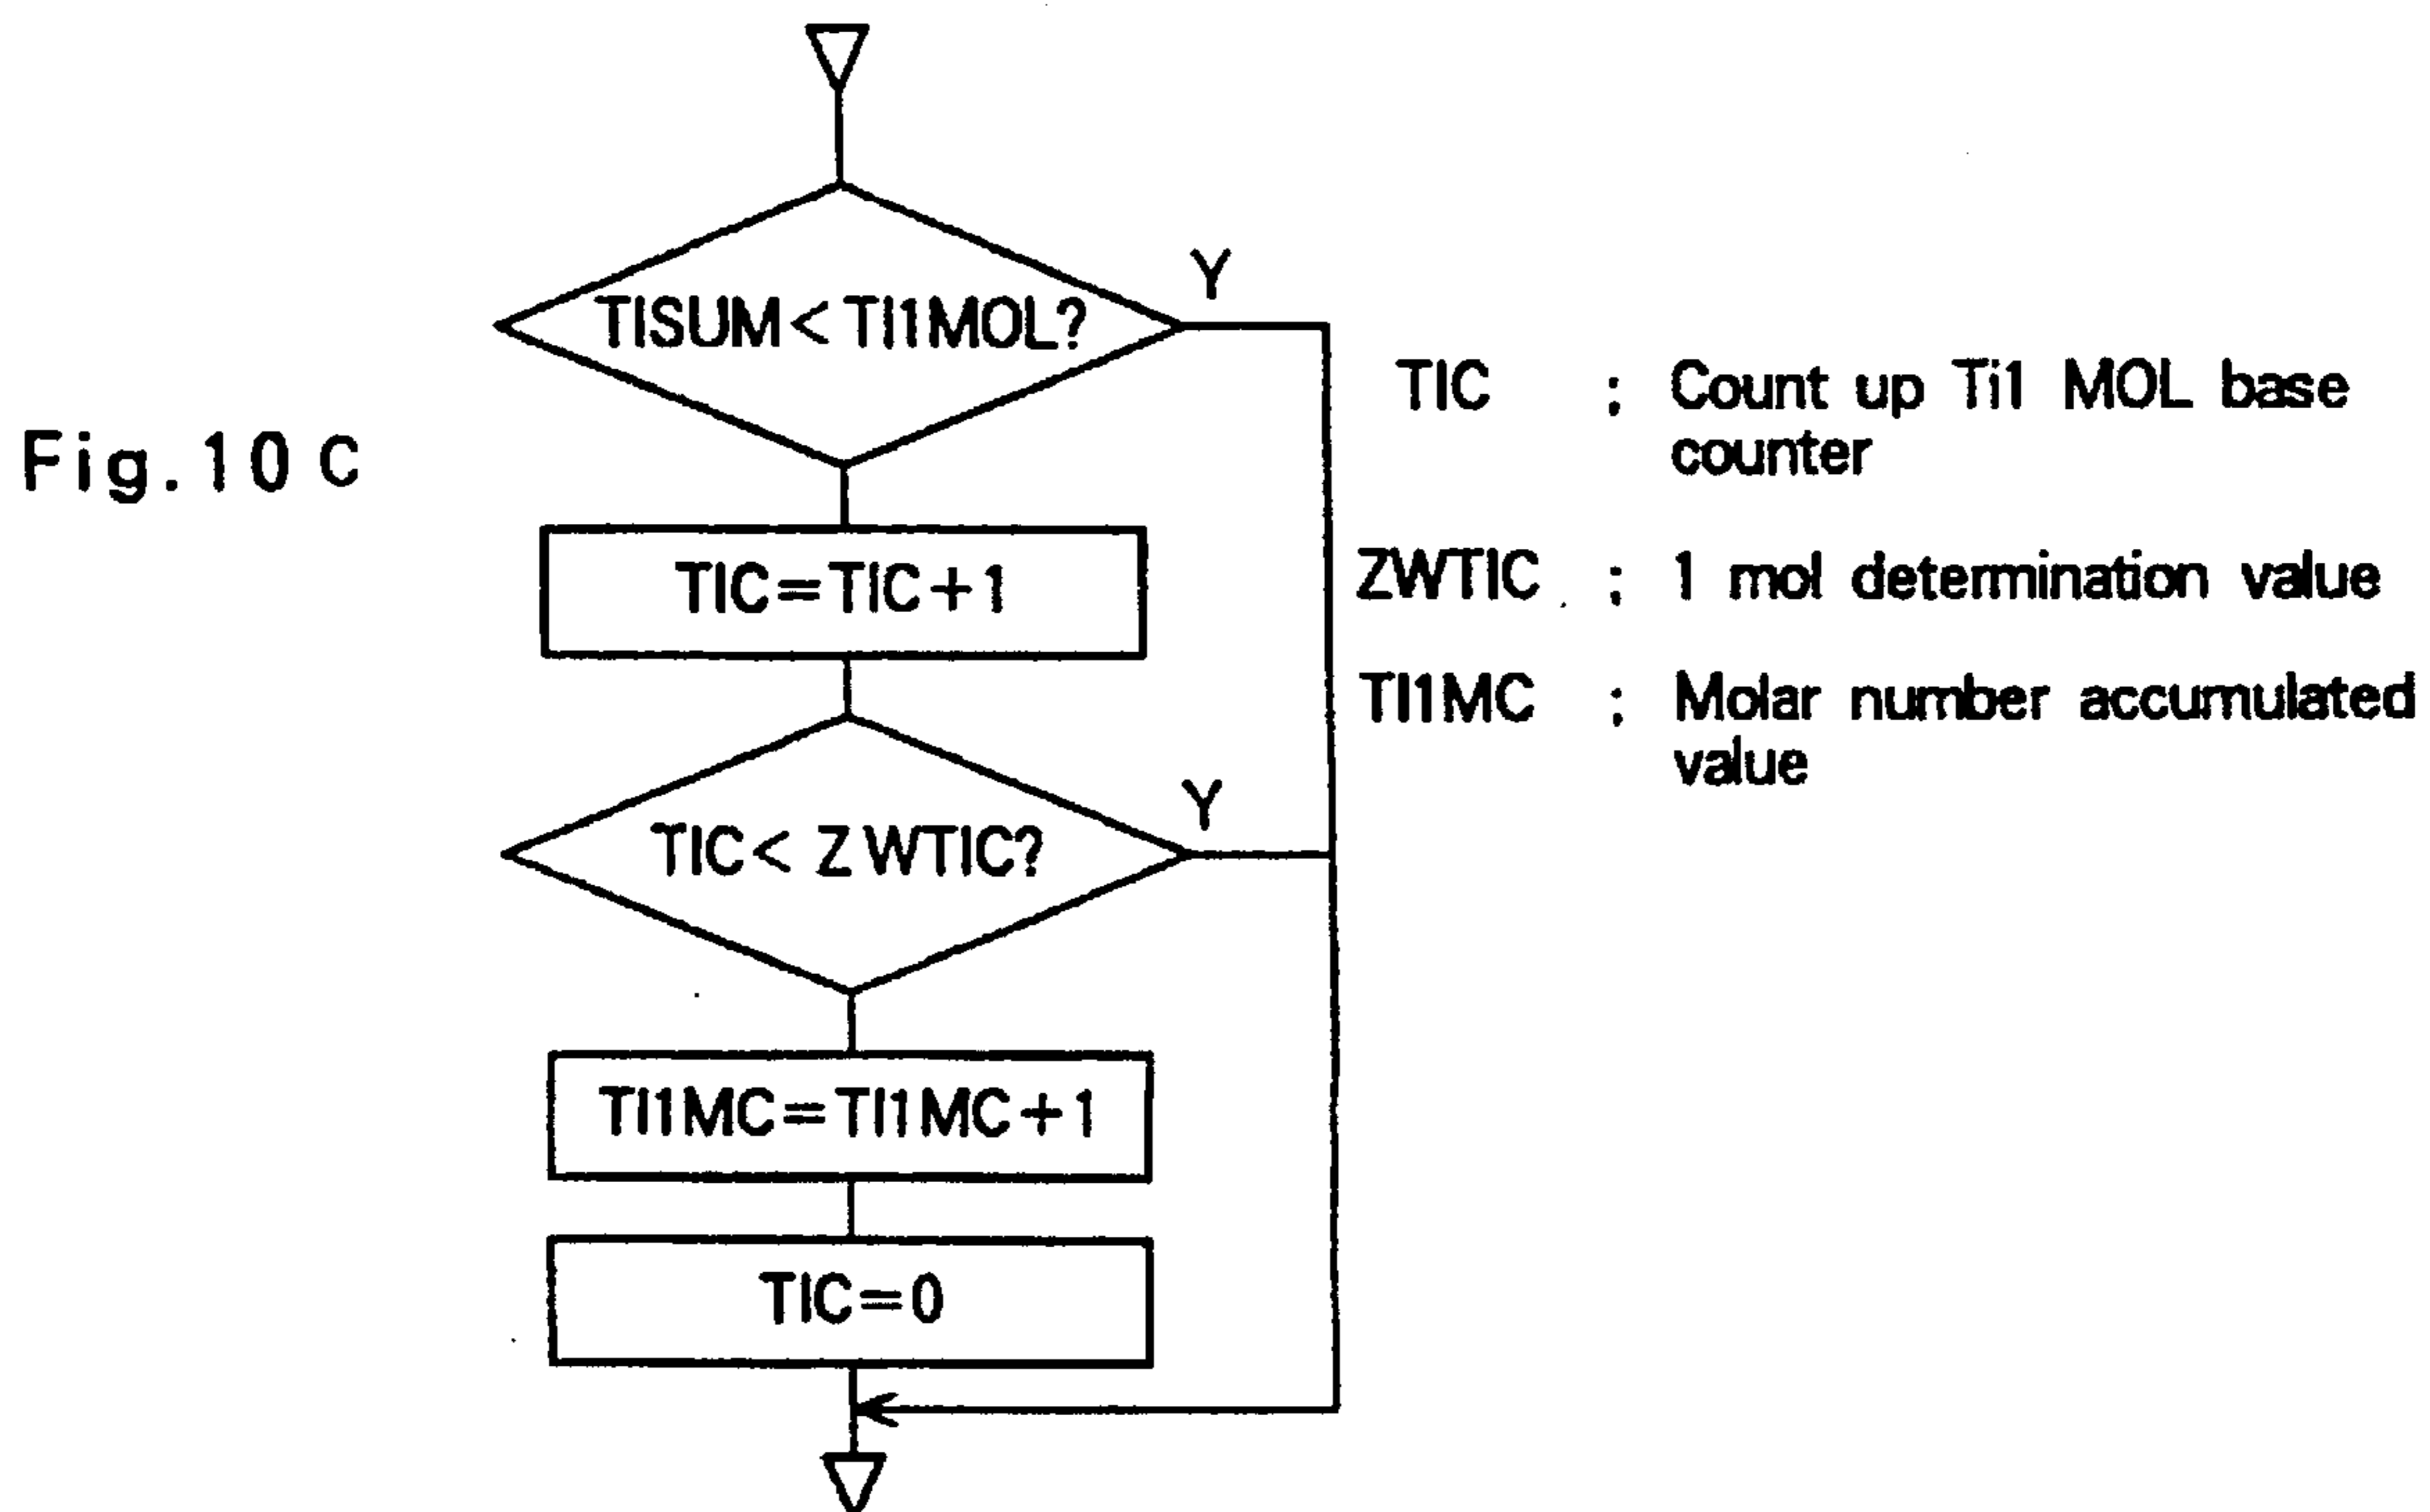 Fig.10 C
Y
TISUM< TI1MOL?
TIC=TIC+1
Y
TIC< ZWTIC?
TI1MC=TI1MC+1
TIC=0
TIC ; Count up Ti1 MOL base
counter
ZWTIC ; 1 mol determination value
TI1MC ; Molar number accumulated
value